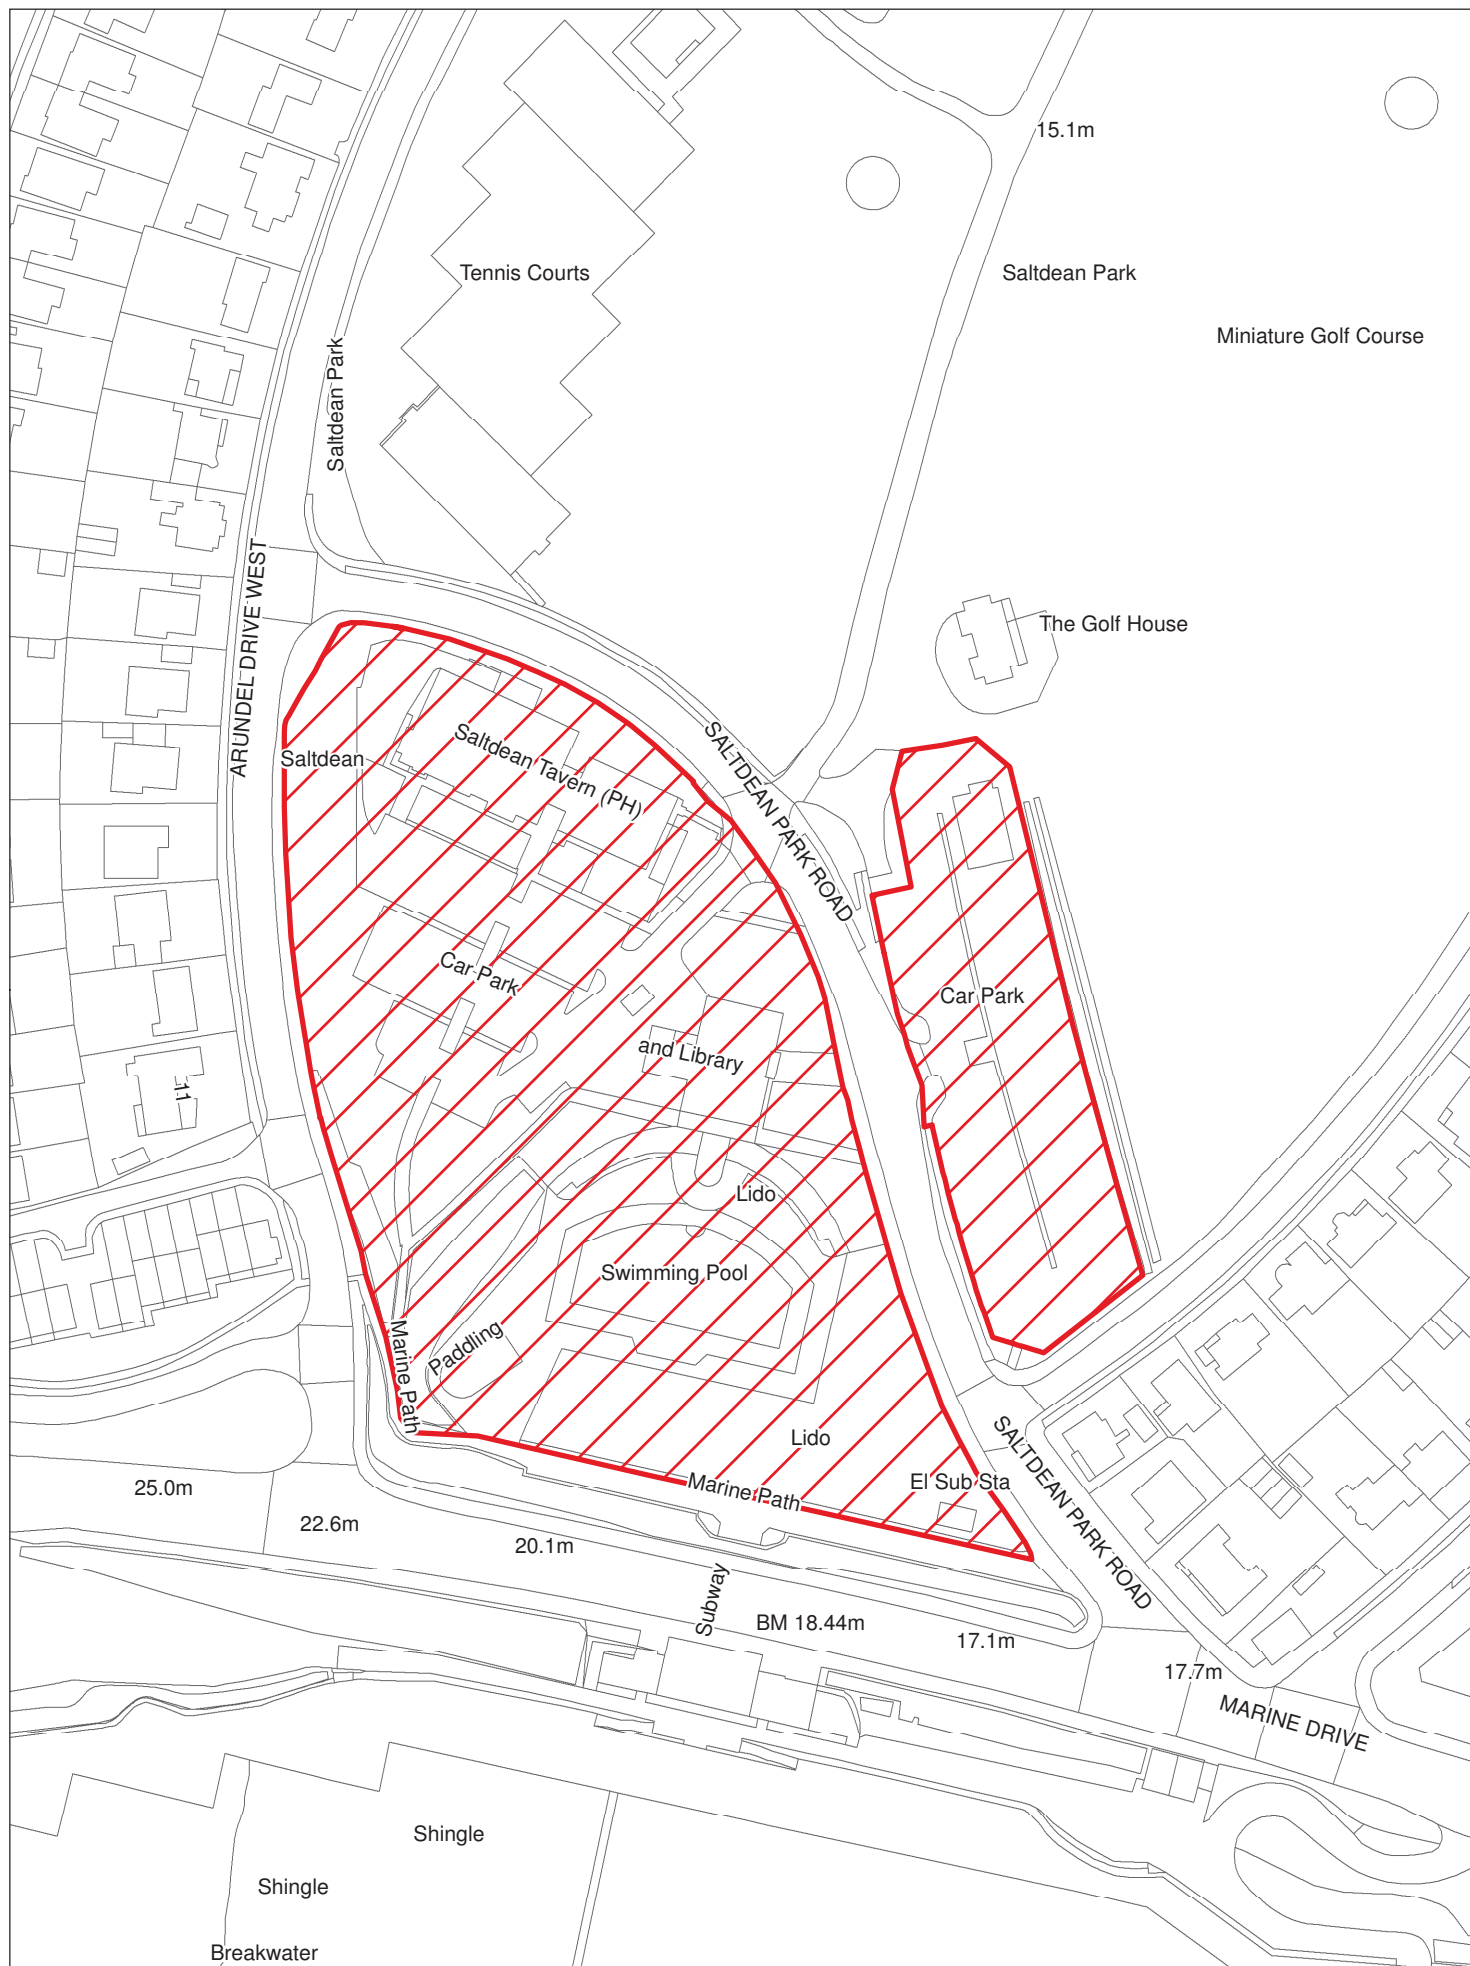 15.1m
Tennis Courts
Saltdean Park
Miniature Golf Course
Saltdean Park
ARUNDEL DRIVE WEST
The Golf House
Saltdean
Saltdean Tavern (PH)
SALTDEAN PARK ROAD
Car Park
Car Park
and Library
11
Lido
Swimming Pool
Marine Path
Paddling
Lido
SALTDEAN PARK ROAD
El Sub Sta
Marine Path
25.0m
22.6m
20.1m
Subway
BM 18.44m
17.1m
17.7m
MARINE DRIVE
Shingle
Shingle
Breakwater